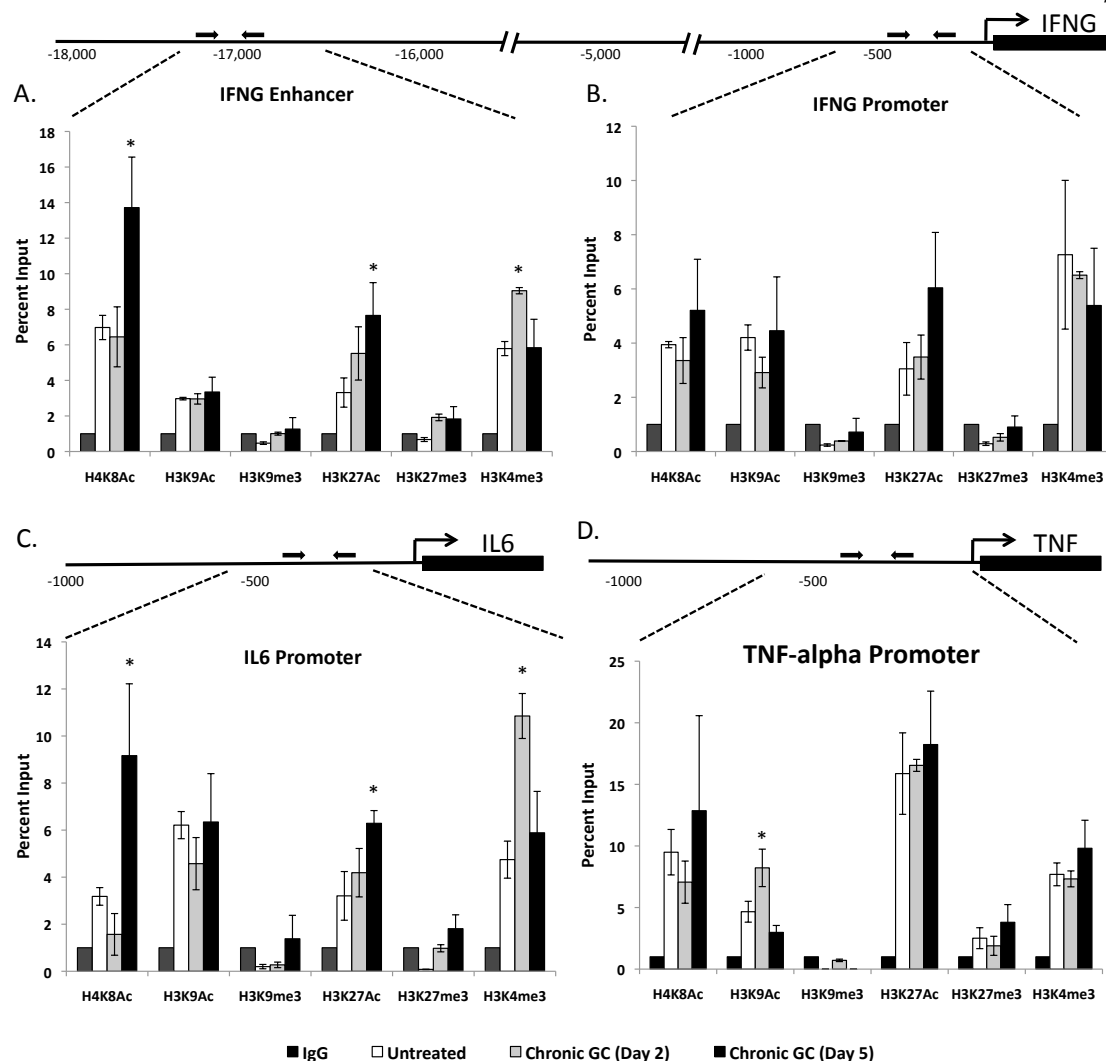 IFNG
-18,000 -17,000 -16,000 -5,000 -1000 -500
A. IFNG Enhancer
Percent Input
18
16
14
12
10
8
6
4
2
0
*
*
*
H4K8Ac H3K9Ac H3K9me3 H3K27Ac H3K27me3 H3K4me3
B. IFNG Promoter
Percent Input
12
10
8
6
4
2
0
H4K8Ac H3K9Ac H3K9me3 H3K27Ac H3K27me3 H3K4me3
C.
IL6
-1000 -500
IL6 Promoter
Percent Input
14
12
10
8
6
4
2
0
*
*
*
H4K8Ac H3K9Ac H3K9me3 H3K27Ac H3K27me3 H3K4me3
D.
TNF
-1000 -500
TNF-alpha Promoter
Percent Input
25
20
15
10
5
0
*
H4K8Ac H3K9Ac H3K9me3 H3K27Ac H3K27me3 H3K4me3
IgG Untreated Chronic GC (Day 2) Chronic GC (Day 5)